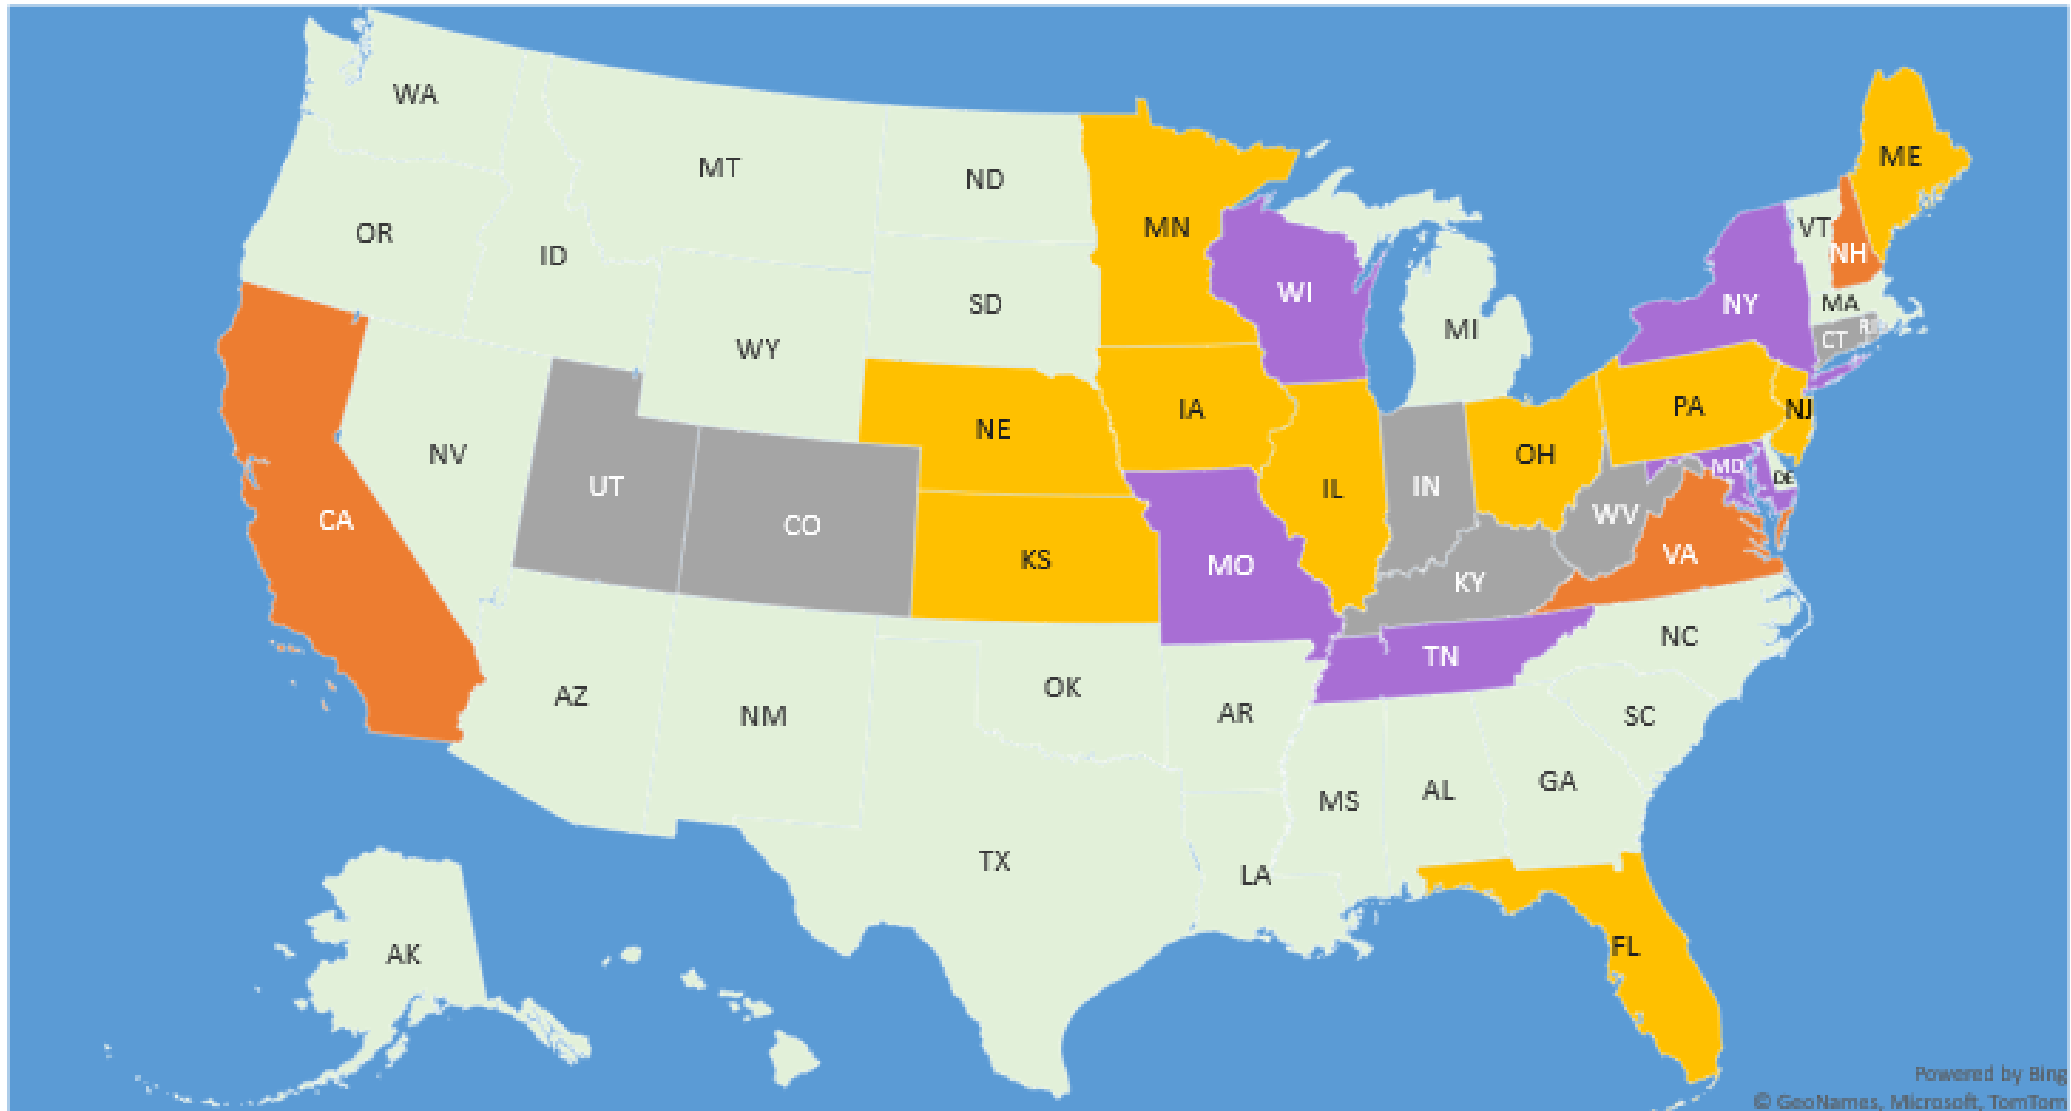 WA
MT
ND
MN
ME
OR
ID
SD
WI
VT
NH
NY
MA
MI
CT
WY
IA
NE
PA
NJ
NV
UT
CO
KS
IL
IN
OH
MD
DE
WV
VA
CA
MO
KY
TN
NC
AZ
NM
OK
AR
SC
MS
AL
GA
TX
LA
FL
AK
Powered by Bing
© GeoNames, Microsoft, TomTom